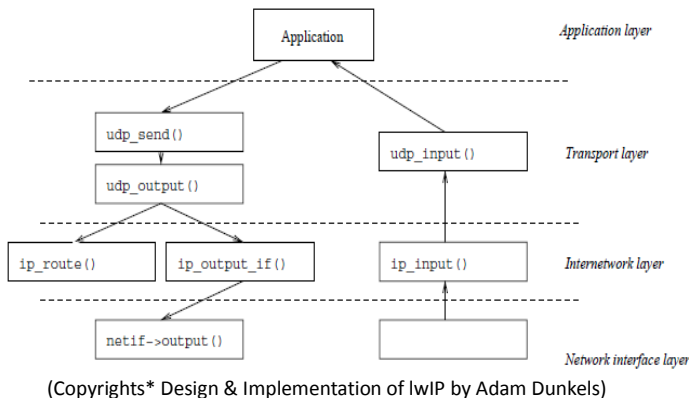 Application
Application layer
udp_send()
udp_output()
udp_input()
Transport layer
ip_route()
ip_output_if()
ip_input()
Internetwork layer
netif->output()
Network interface layer
(Copyrights* Design & Implementation of lwIP by Adam Dunkels)